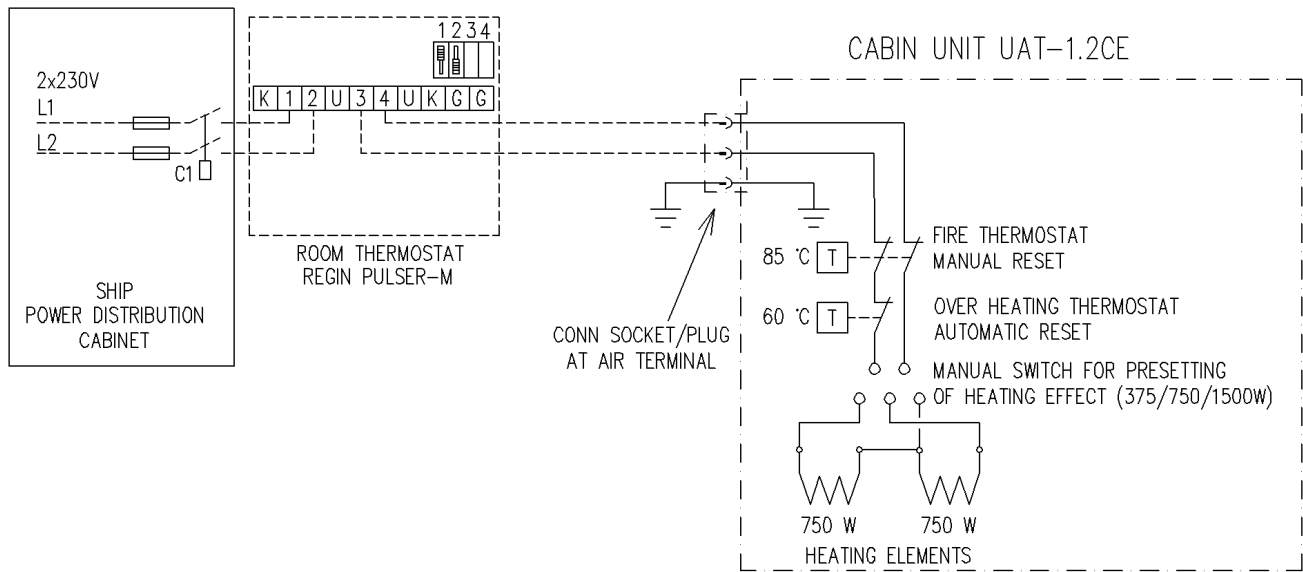 1 2 3 4
CABIN UNIT UAT-1.2CE
2x230V
L1
K 1 2 U 3 4 U K G G
L2
C1
ROOM THERMOSTAT
REGIN PULSER-M
SHIP
POWER DISTRIBUTION
CABINET
CONN SOCKET/PLUG
AT AIR TERMINAL
85 °C T
FIRE THERMOSTAT
MANUAL RESET
60 °C T
OVER HEATING THERMOSTAT
AUTOMATIC RESET
MANUAL SWITCH FOR PRESETTING
OF HEATING EFFECT (375/750/1500W)
750 W
750 W
HEATING ELEMENTS